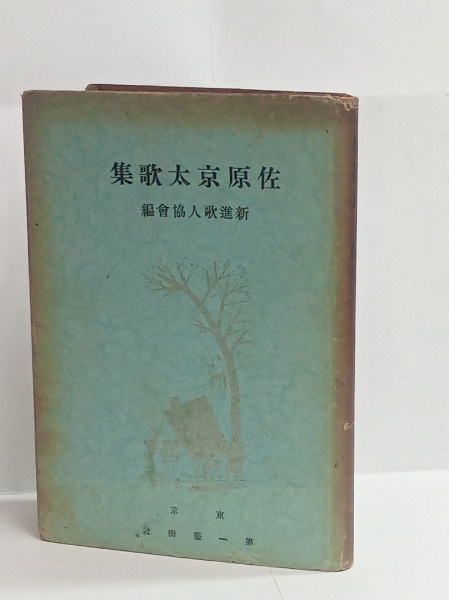 佐原京太歌集
新進歌人協會編
東京
第一藝術社